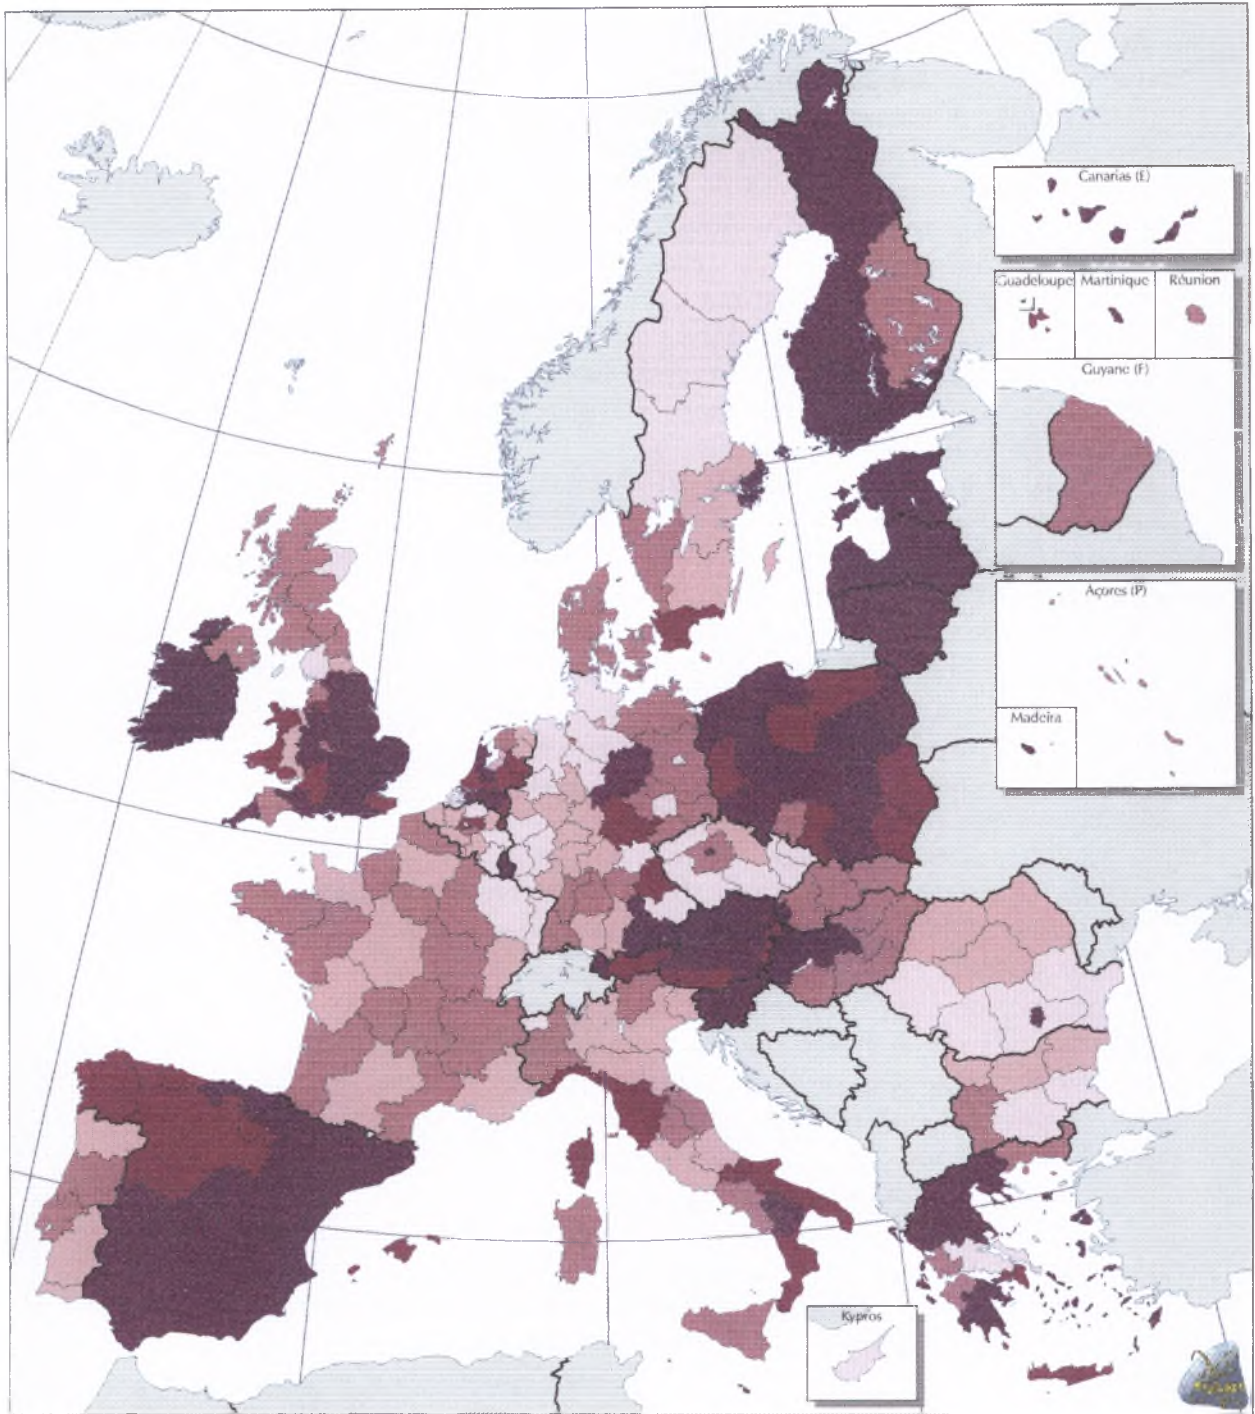 Canarias (E)
Guadeloupe
Martinique
Réunion
Guyane (F)
Açores (P)
Madeira
Kypros